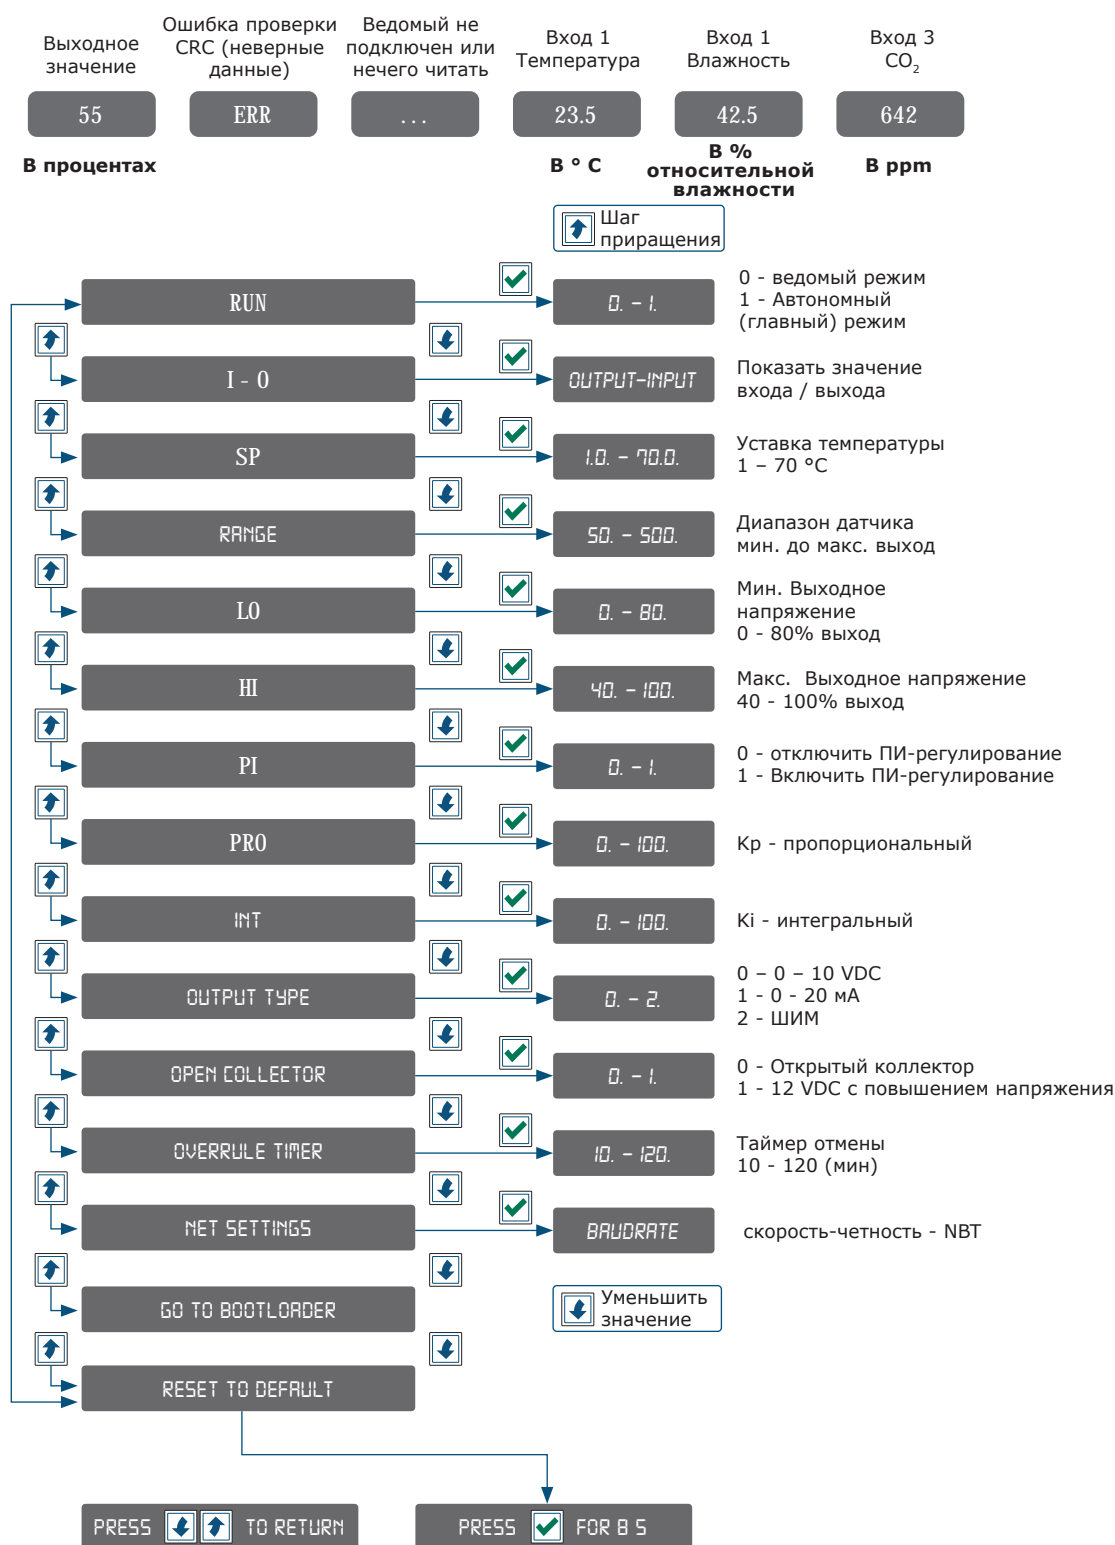 Выходное
значение
Ошибка проверки
CRC (неверные
данные)
Ведомый не
подключен или
нечего читать
Вход 1
Температура
Вход 1
Влажность
Вход 3
CO2
55
ERR
...
23.5
42.5
642
В процентах
В ° C
В %
относительной
влажности
В ppm
Шаг
приращения
RUN
0. - 1.
0 - ведомый режим
1 - Автономный
(главный) режим
I - O
OUTPUT-INPUT
Показать значение
входа / выхода
SP
1.0. - 70.0.
Уставка температуры
1 – 70 °C
RANGE
50. - 500.
Диапазон датчика
мин. до макс. выход
LO
0. - 80.
Мин. Выходное
напряжение
0 - 80% выход
HI
40. - 100.
Макс. Выходное напряжение
40 - 100% выход
PI
0. - 1.
0 - отключить ПИ-регулирование
1 - Включить ПИ-регулирование
PRO
0. - 100.
Kp - пропорциональный
INT
0. - 100.
Ki - интегральный
OUTPUT TYPE
0. - 2.
0 – 0 – 10 VDC
1 - 0 - 20 мА
2 - ШИМ
OPEN COLLECTOR
0. - 1.
0 - Открытый коллектор
1 - 12 VDC с повышением напряжения
OVERRULE TIMER
10. - 120.
Таймер отмены
10 - 120 (мин)
NET SETTINGS
BAUDRATE
скорость-четность - NBT
GO TO BOOTLOADER
Уменьшить
значение
RESET TO DEFAULT
PRESS TO RETURN
PRESS FOR 8 S